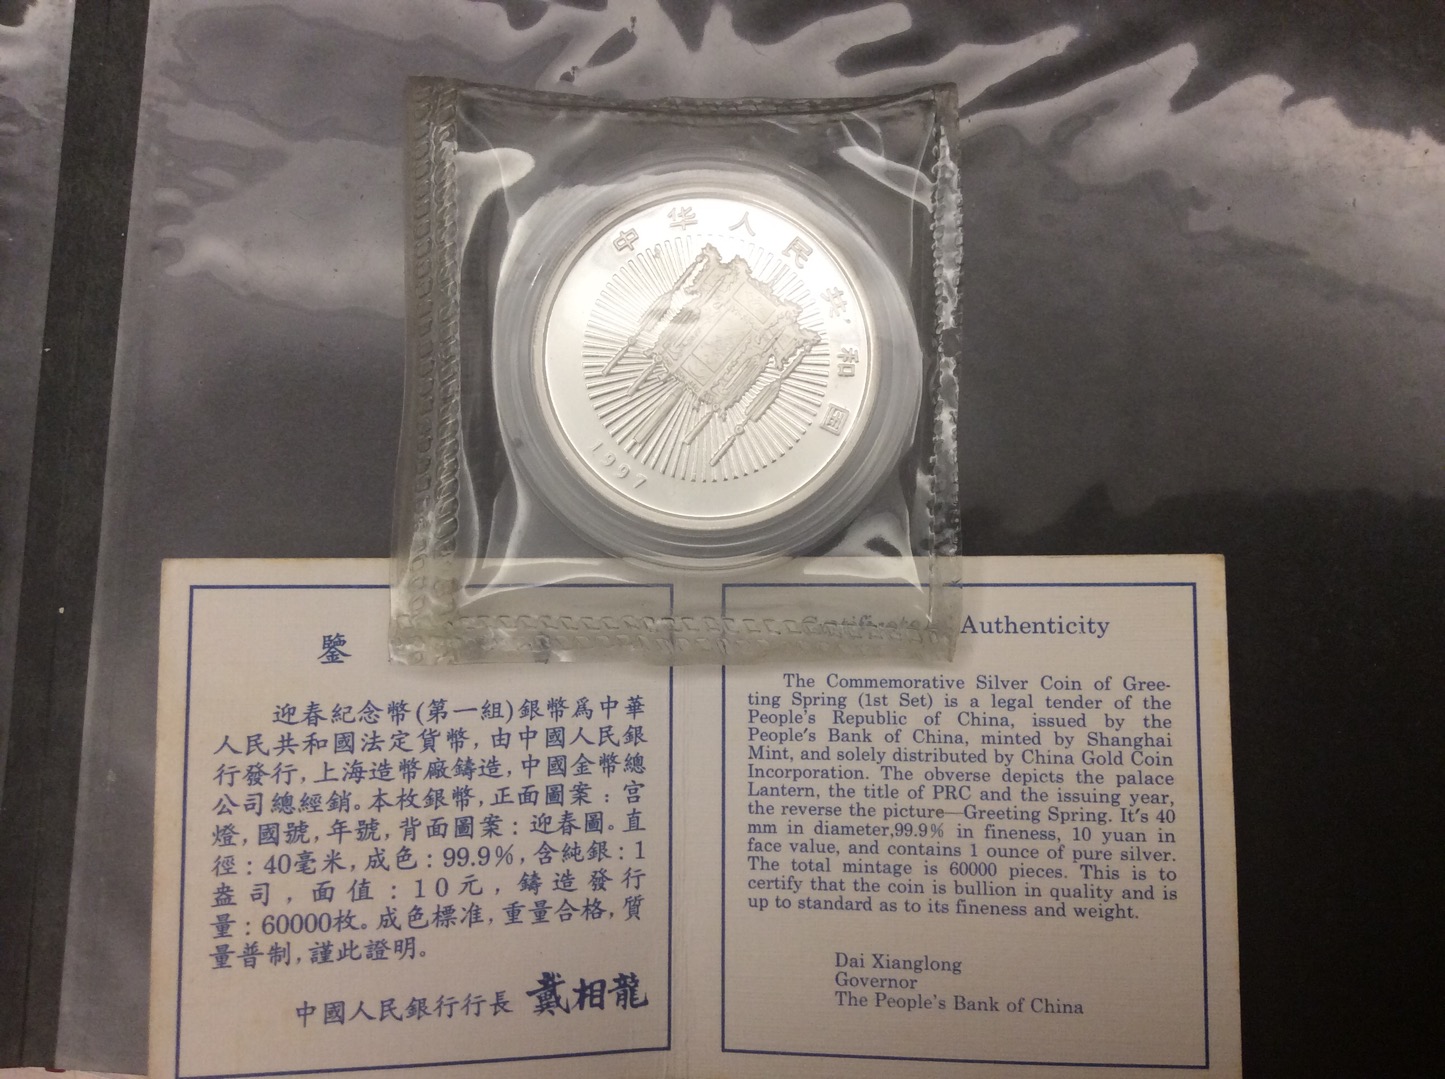 中华人民共和国
1997
鑒
迎春紀念幣(第一組)銀幣爲中華
人民共和國法定貨幣,由中國人民銀
行發行,上海造幣廠鑄造,中國金幣總
公司總經銷。本枚銀幣,正面圖案:宮
燈,國號,年號,背面圖案:迎春圖。直
徑:40毫米,成色:99.9%,含純銀:1
盎司,面值:10元,鑄造發行
量:60000枚。成色標准,重量合格,質
量普制,謹此證明。
中國人民銀行行長 戴相龍
Authenticity
The Commemorative Silver Coin of Gree-
ting Spring (1st Set) is a legal tender of the
People's Republic of China, issued by the
People's Bank of China, minted by Shanghai
Mint, and solely distributed by China Gold Coin
Incorporation. The obverse depicts the palace
Lantern, the title of PRC and the issuing year,
the reverse the picture—Greeting Spring. It's 40
mm in diameter,99.9% in fineness, 10 yuan in
face value, and contains 1 ounce of pure silver.
The total mintage is 60000 pieces. This is to
certify that the coin is bullion in quality and is
up to standard as to its fineness and weight.
Dai Xianglong
Governor
The People's Bank of China